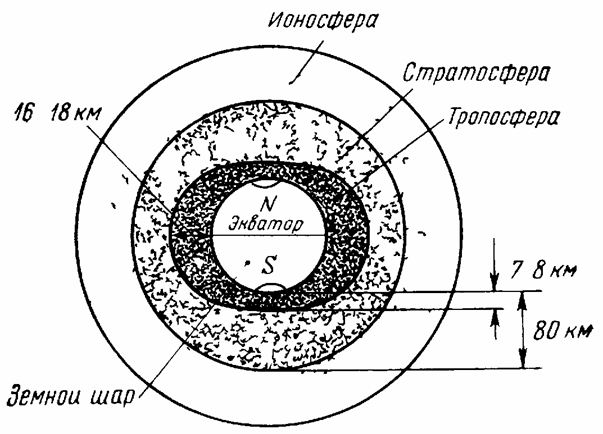 Ионосфера
Стратосфера
16 18 км
Тропосфера
N
Экватор
S
7 8 км
80 км
Земной шар